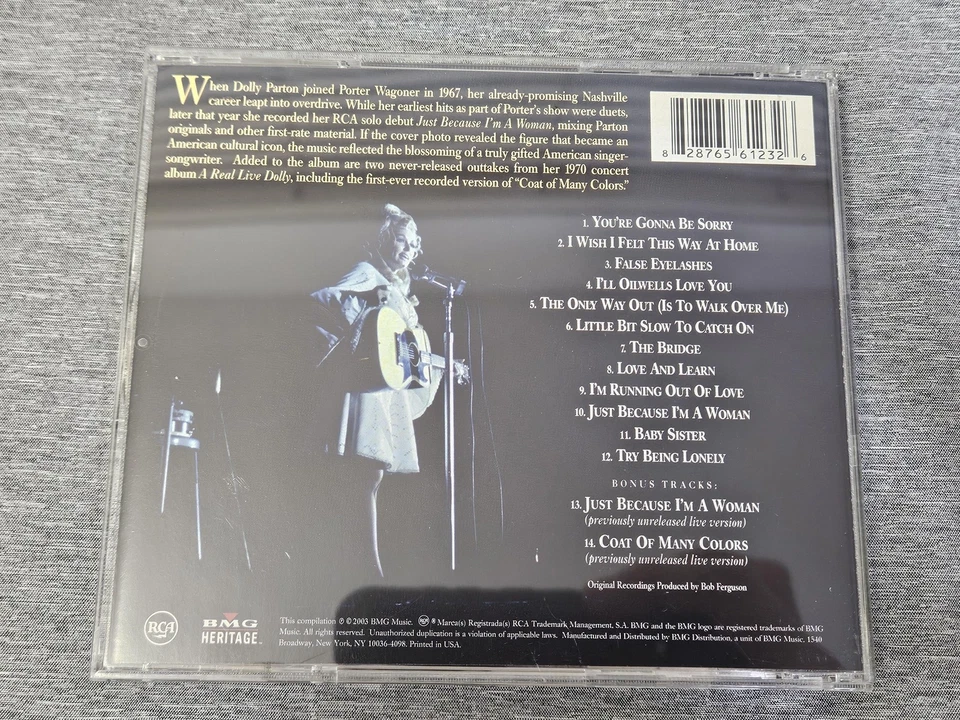 When Dolly Parton joined Porter Wagoner in 1967, her already-promising Nashville
career leapt into overdrive. While her earliest hits as part of Porter's show were duets,
later that year she recorded her RCA solo debut Just Because I'm A Woman, mixing Parton
originals and other first-rate material. If the cover photo revealed the figure that became an
American cultural icon, the music reflected the blossoming of a truly gifted American singer-
songwriter. Added to the album are two never-released outtakes from her 1970 concert
album A Real Live Dolly, including the first-ever recorded version of "Coat of Many Colors."
8 28765 61232 6
1. You're Gonna Be Sorry
2. I Wish I Felt This Way At Home
3. False Eyelashes
4. I'll Oilwells Love You
5. The Only Way Out (Is To Walk Over Me)
6. Little Bit Slow To Catch On
7. The Bridge
8. Love And Learn
9. I'm Running Out Of Love
10. Just Because I'm A Woman
11. Baby Sister
12. Try Being Lonely
BONUS TRACKS:
13. Just Because I'm A Woman
(previously unreleased live version)
14. Coat Of Many Colors
(previously unreleased live version)
Original Recordings Produced by Bob Ferguson
RCA
BMG
HERITAGE™
This compilation ℗ © 2003 BMG Music. RCA ® Marca(s) Registrada(s) RCA Trademark Management, S.A. BMG and the BMG logo are registered trademarks of BMG
Music. All rights reserved. Unauthorized duplication is a violation of applicable laws. Manufactured and Distributed by BMG Distribution, a unit of BMG Music. 1540
Broadway, New York, NY 10036-4098. Printed in USA.